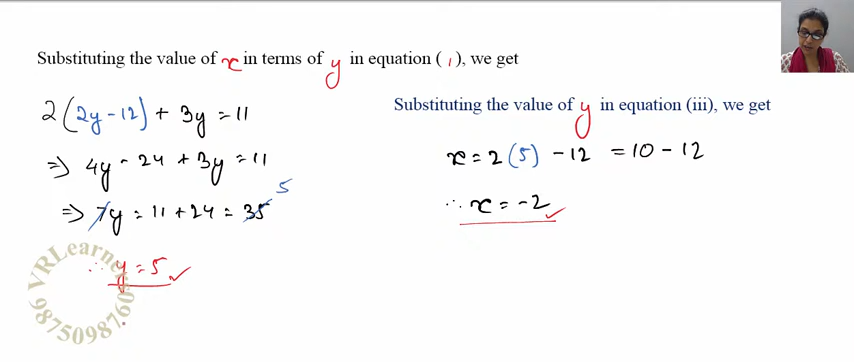 Substituting the value of x in terms of y in equation (1), we get
2(2y-12) + 3y = 11
⇒ 4y - 24 + 3y = 11
⇒ 7y = 11 + 24 = 35 5
∴ y = 5 ✓
Substituting the value of y in equation (iii), we get
x = 2(5) - 12 = 10 - 12
∴ x = -2 ✓
VRLearner